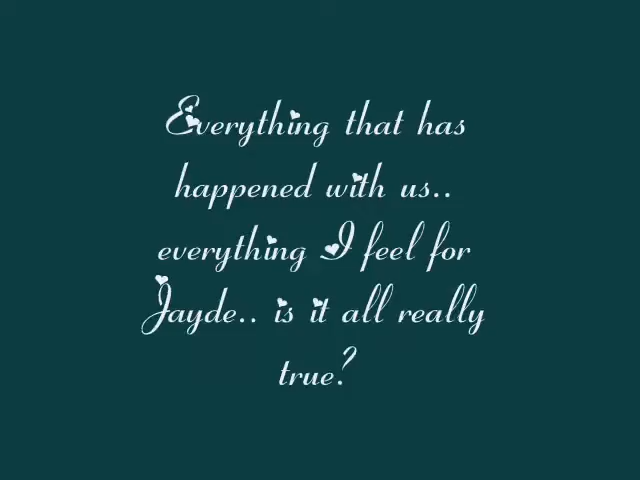 Everything that has
happened with us..
everything I feel for
Jayde.. is it all really
true?